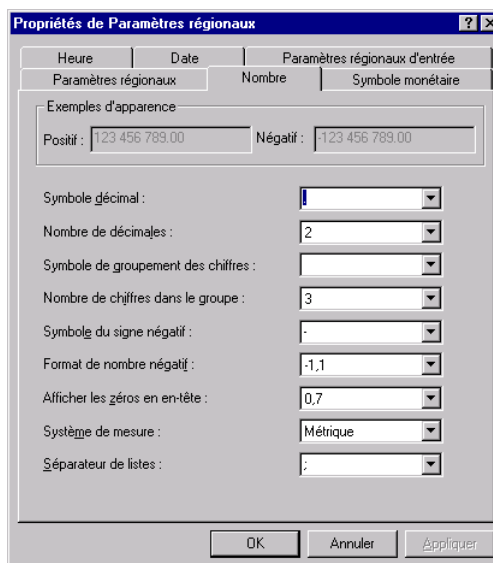 Propriétés de Paramètres régionaux
Heure Date Paramètres régionaux d'entrée
Paramètres régionaux Nombre Symbole monétaire
Exemples d'apparence
Positif : 123 456 789.00 Négatif : -123 456 789.00
Symbole décimal : .
Nombre de décimales : 2
Symbole de groupement des chiffres :
Nombre de chiffres dans le groupe : 3
Symbole du signe négatif : -
Format de nombre négatif : -1,1
Afficher les zéros en en-tête : 0,7
Système de mesure : Métrique
Séparateur de listes : ;
OK Annuler Appliquer